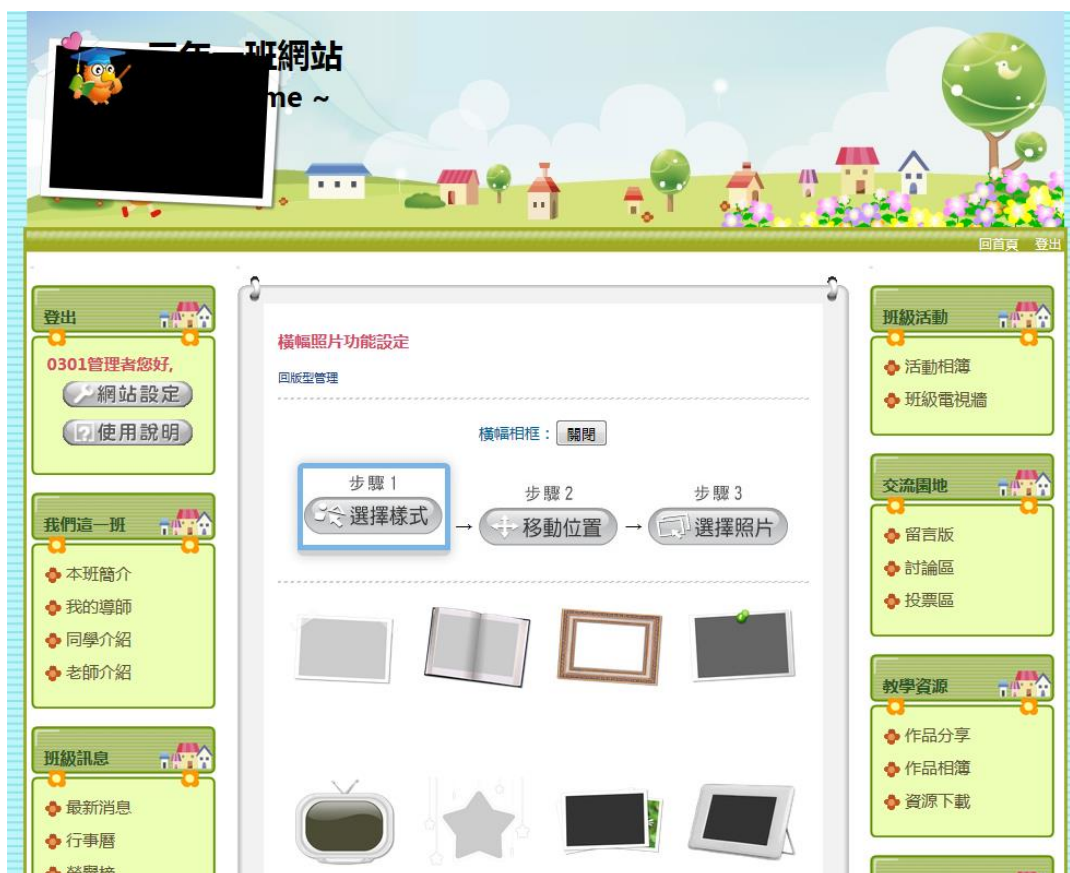 班網站
me ~
回首頁 登出
登出
0301管理者您好,
網站設定
使用說明
我們這一班
本班簡介
我的導師
同學介紹
老師介紹
班級訊息
最新消息
行事曆
橫幅照片功能設定
回版型管理
橫幅相框：關閉
步驟 1
選擇樣式
→
步驟 2
移動位置
→
步驟 3
選擇照片
班級活動
活動相簿
班級電視牆
交流園地
留言版
討論區
投票區
教學資源
作品分享
作品相簿
資源下載